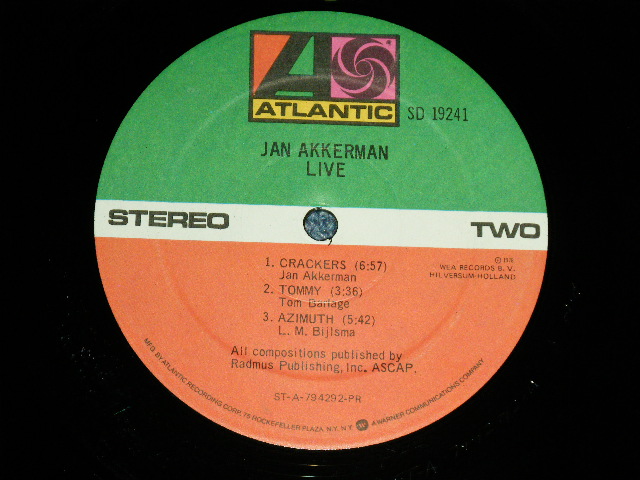 ATLANTIC
SD 19241
JAN AKKERMAN
LIVE
STEREO
TWO
1. CRACKERS (6:57)
Jan Akkerman
2. TOMMY (3:36)
Tom Barlage
3. AZIMUTH (5:42)
L. M. Bijlsma
WEA RECORDS B. V.
HILVERSUM-HOLLAND
All compositions published by
Radmus Publishing, Inc. ASCAP.
ST-A-794292-PR
MFG. BY ATLANTIC RECORDING CORP. 75 ROCKEFELLER PLAZA, N.Y. N.Y. A WARNER COMMUNICATIONS COMPANY